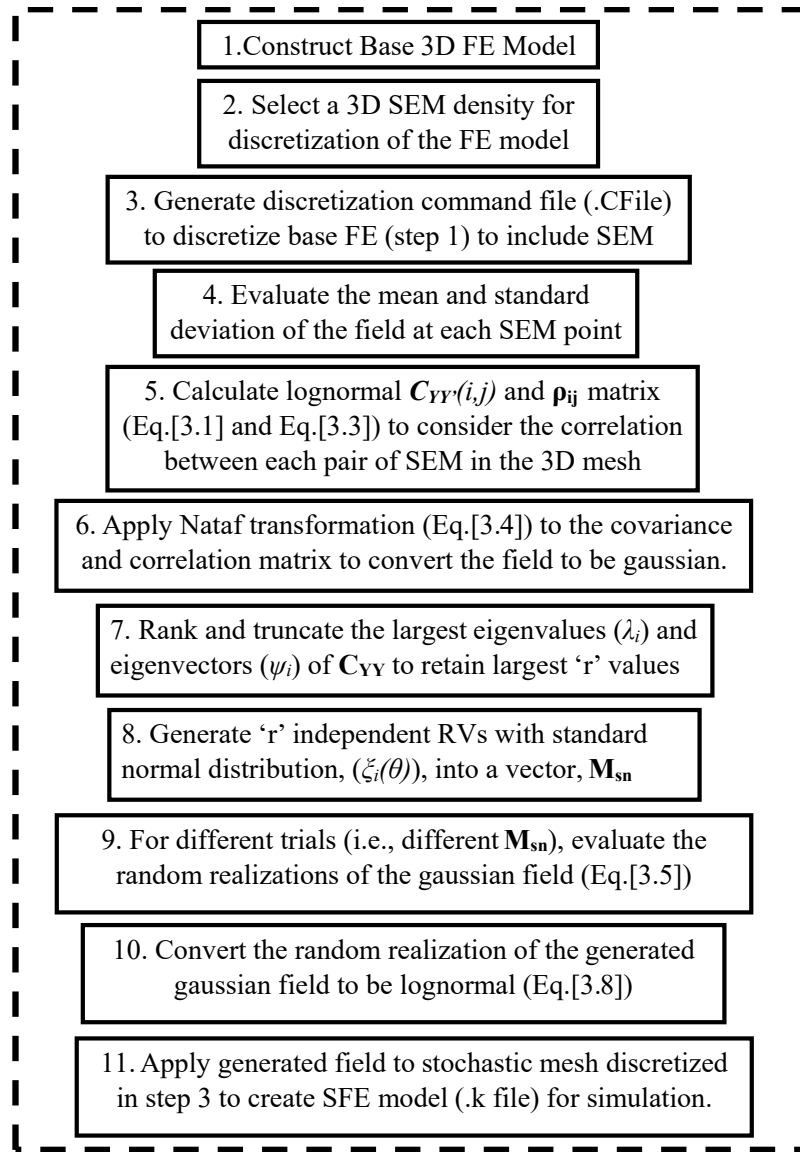 1.Construct Base 3D FE Model
2. Select a 3D SEM density for
discretization of the FE model
3. Generate discretization command file (.CFile)
to discretize base FE (step 1) to include SEM
4. Evaluate the mean and standard
deviation of the field at each SEM point
5. Calculate lognormal C_YY'(i,j) and ρ_ij matrix
(Eq.[3.1] and Eq.[3.3]) to consider the correlation
between each pair of SEM in the 3D mesh
6. Apply Nataf transformation (Eq.[3.4]) to the covariance
and correlation matrix to convert the field to be gaussian.
7. Rank and truncate the largest eigenvalues (λ_i) and
eigenvectors (ψ_i) of C_YY to retain largest ‘r’ values
8. Generate ‘r’ independent RVs with standard
normal distribution, (ξ_i(θ)), into a vector, M_sn
9. For different trials (i.e., different M_sn), evaluate the
random realizations of the gaussian field (Eq.[3.5])
10. Convert the random realization of the generated
gaussian field to be lognormal (Eq.[3.8])
11. Apply generated field to stochastic mesh discretized
in step 3 to create SFE model (.k file) for simulation.